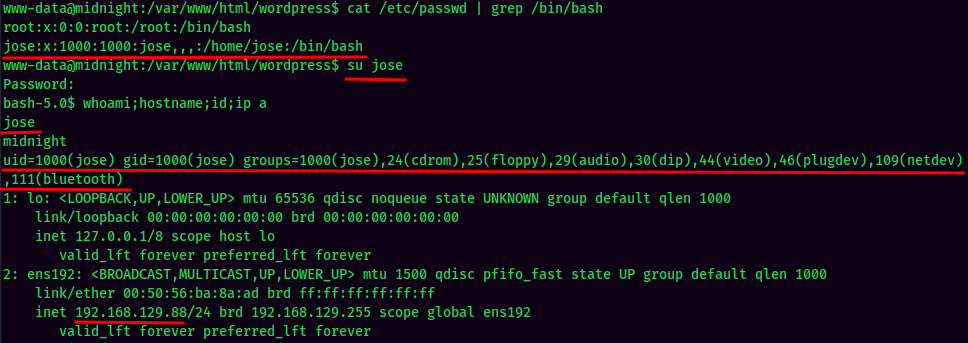 www-data@midnight:/var/www/html/wordpress$ cat /etc/passwd | grep /bin/bash
root:x:0:0:root:/root:/bin/bash
jose:x:1000:1000:jose,,,:/home/jose:/bin/bash
www-data@midnight:/var/www/html/wordpress$ su jose
Password:
bash-5.0$ whoami;hostname;id;ip a
jose
midnight
uid=1000(jose) gid=1000(jose) groups=1000(jose),24(cdrom),25(floppy),29(audio),30(dip),44(video),46(plugdev),109(netdev)
,111(bluetooth)
1: lo: <LOOPBACK,UP,LOWER_UP> mtu 65536 qdisc noqueue state UNKNOWN group default qlen 1000
    link/loopback 00:00:00:00:00:00 brd 00:00:00:00:00:00
    inet 127.0.0.1/8 scope host lo
       valid_lft forever preferred_lft forever
2: ens192: <BROADCAST,MULTICAST,UP,LOWER_UP> mtu 1500 qdisc pfifo_fast state UP group default qlen 1000
    link/ether 00:50:56:ba:8a:ad brd ff:ff:ff:ff:ff:ff
    inet 192.168.129.88/24 brd 192.168.129.255 scope global ens192
       valid_lft forever preferred_lft forever